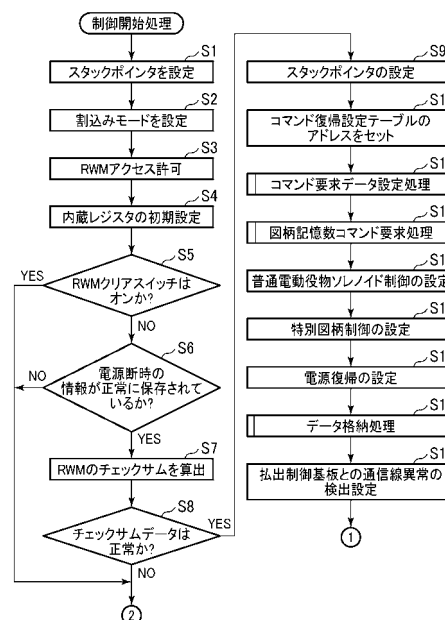 制御開始処理
S1
スタックポインタを設定
S2
割込みモードを設定
S3
RWMアクセス許可
S4
内蔵レジスタの初期設定
S5
YES
RWMクリアスイッチは
オンか?
NO
S6
NO
電源断時の
情報が正常に保存されて
いるか?
YES
S7
RWMのチェックサムを算出
S8
YES
チェックサムデータは
正常か?
NO
2
S9
スタックポインタの設定
S1
コマンド復帰設定テーブルの
アドレスをセット
S1
コマンド要求データ設定処理
S1
図柄記憶数コマンド要求処理
S1
普通電動役物ソレノイド制御の設定
S1
特別図柄制御の設定
S1
電源復帰の設定
S1
データ格納処理
S1
払出制御基板との通信線異常の
検出設定
1